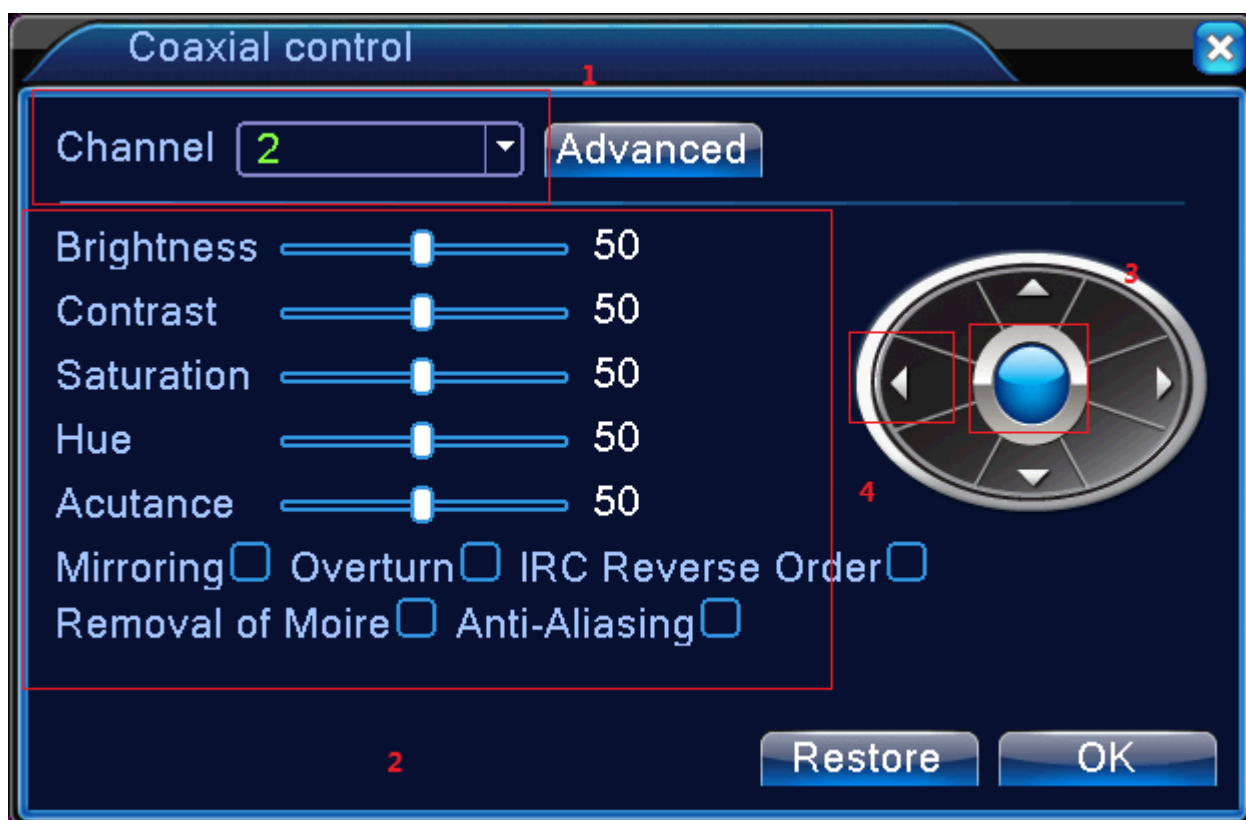 Coaxial control
1
Channel 2 Advanced
Brightness 50
3
Contrast 50
Saturation 50
Hue 50
Acutance 50
4
Mirroring Overturn IRC Reverse Order
Removal of Moire Anti-Aliasing
2
Restore OK